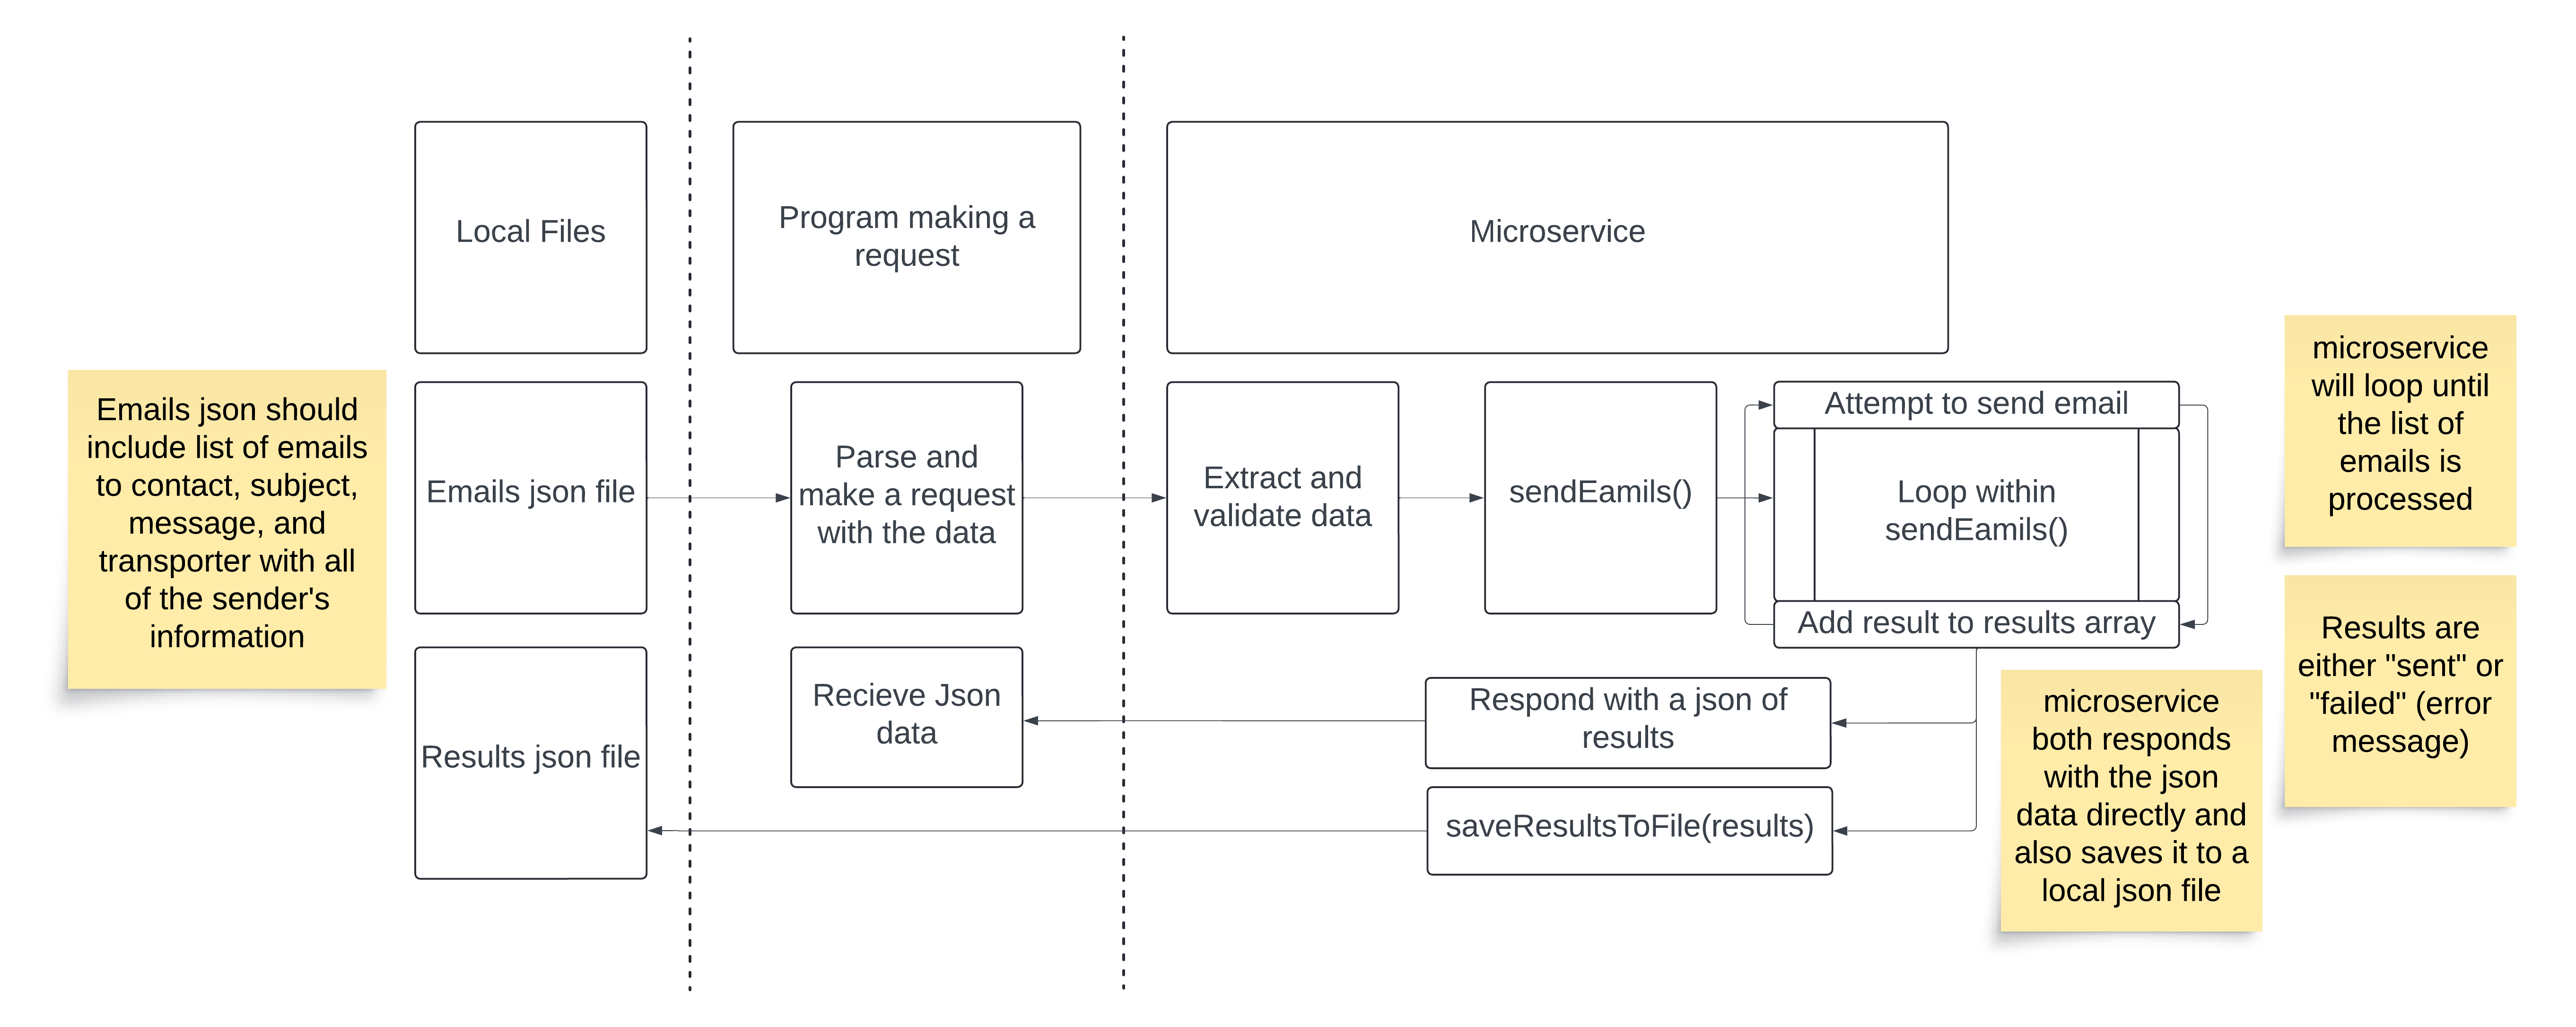 Local Files
Program making a
request
Microservice
Emails json should
include list of emails
to contact, subject,
message, and
transporter with all
of the sender's
information
Emails json file
Parse and
make a request
with the data
Extract and
validate data
sendEamils()
Attempt to send email
Loop within
sendEamils()
Add result to results array
microservice
will loop until
the list of
emails is
processed
Results are
either "sent" or
"failed" (error
message)
Results json file
Recieve Json
data
Respond with a json of
results
saveResultsToFile(results)
microservice
both responds
with the json
data directly and
also saves it to a
local json file